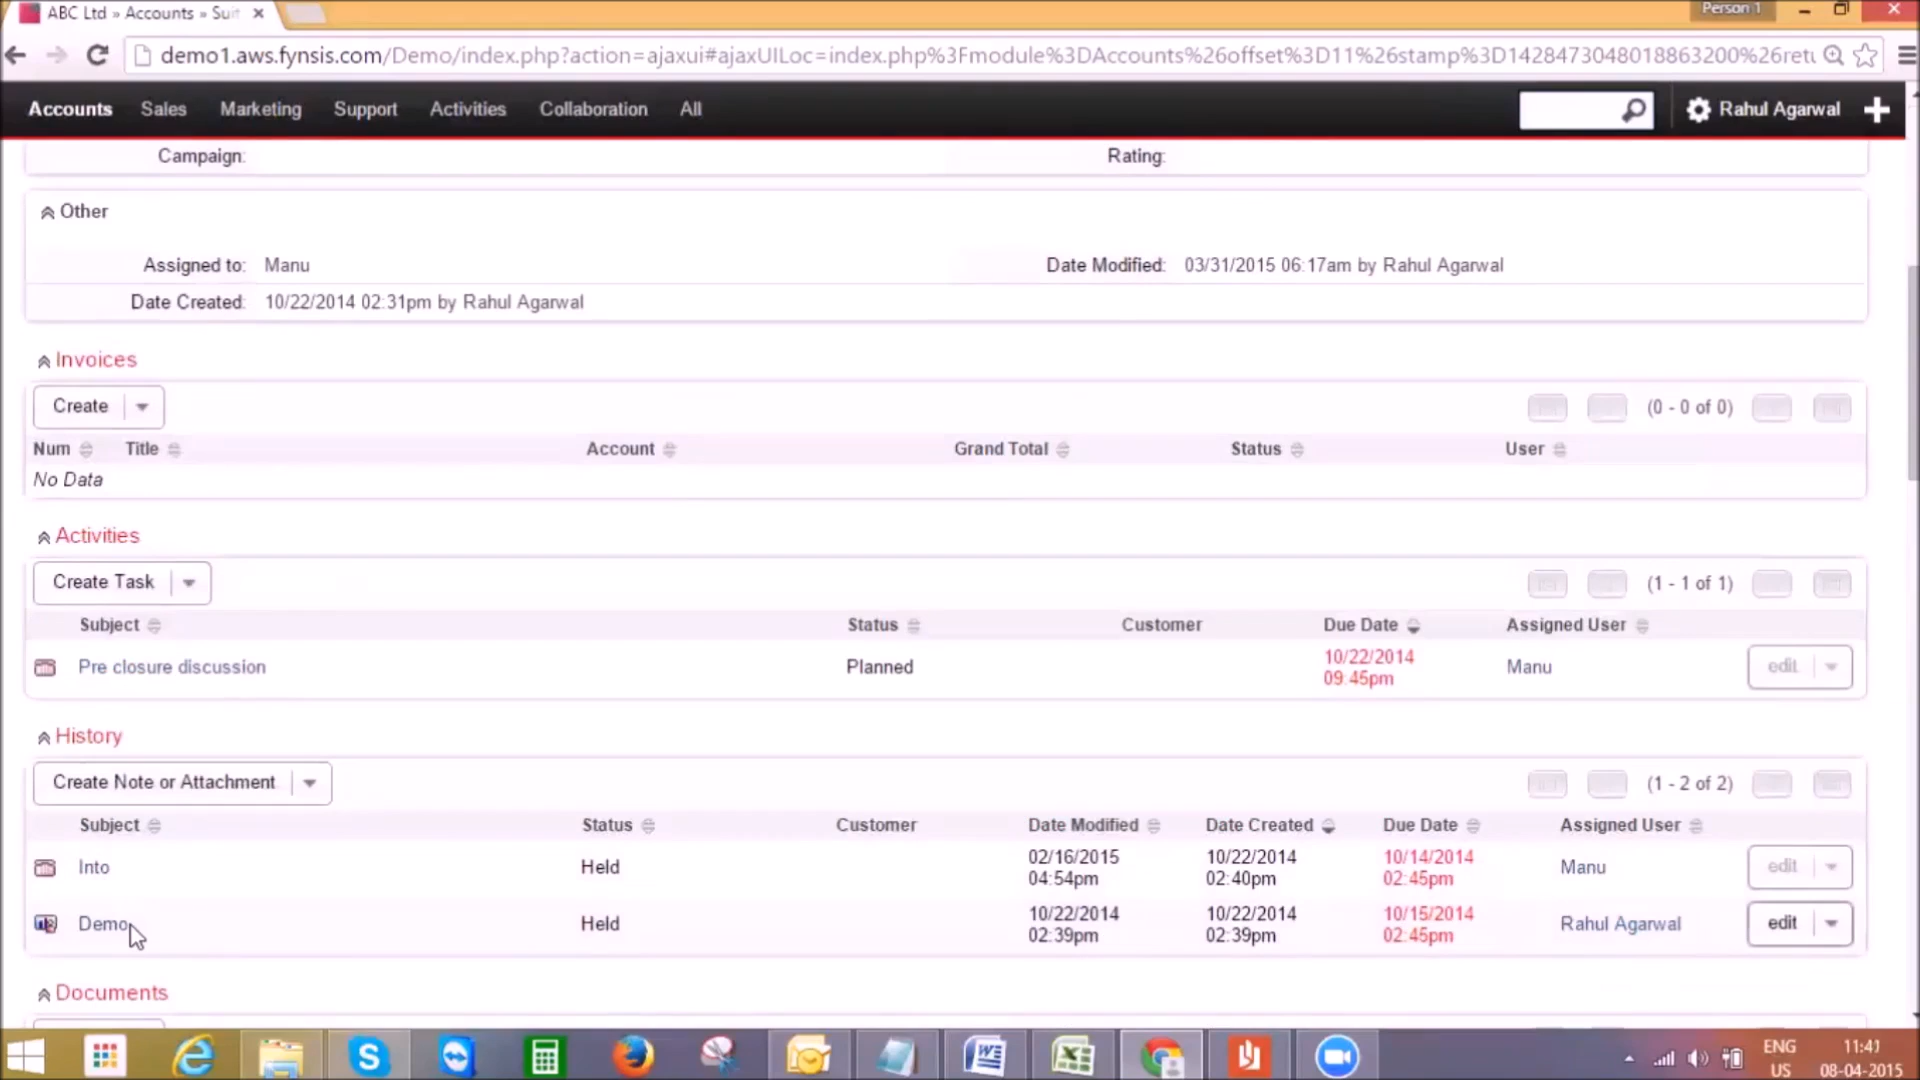 ABC Ltd » Accounts » Suit
Person 1
demo1.aws.fynsis.com/Demo/index.php?action=ajaxui#ajaxUILoc=index.php%3Fmodule%3DAccounts%26offset%3D11%26stamp%3D1428473048018863200%26retu
Accounts Sales Marketing Support Activities Collaboration All Rahul Agarwal
Campaign: Rating:
Other
Assigned to: Manu Date Modified: 03/31/2015 06:17am by Rahul Agarwal
Date Created: 10/22/2014 02:31pm by Rahul Agarwal
Invoices
Create (0 - 0 of 0)
Num Title Account Grand Total Status User
No Data
Activities
Create Task (1 - 1 of 1)
Subject Status Customer Due Date Assigned User
Pre closure discussion Planned 10/22/2014 09:45pm Manu edit
History
Create Note or Attachment (1 - 2 of 2)
Subject Status Customer Date Modified Date Created Due Date Assigned User
Into Held 02/16/2015 04:54pm 10/22/2014 02:40pm 10/14/2014 02:45pm Manu edit
Demo Held 10/22/2014 02:39pm 10/22/2014 02:39pm 10/15/2014 02:45pm Rahul Agarwal edit
Documents
ENG 11:41
US 08-04-2015